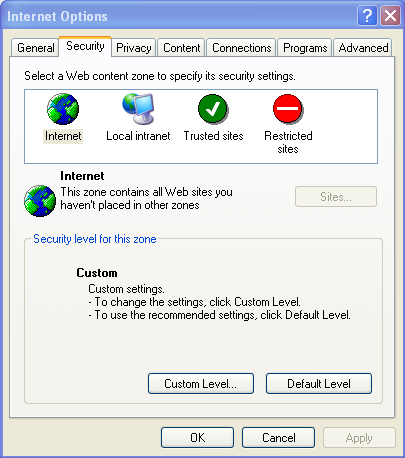 Internet Options
General Security Privacy Content Connections Programs Advanced
Select a Web content zone to specify its security settings.
Internet Local intranet Trusted sites Restricted
sites
Internet
This zone contains all Web sites you
haven't placed in other zones
Sites...
Security level for this zone
Custom
Custom settings.
- To change the settings, click Custom Level.
- To use the recommended settings, click Default Level.
Custom Level... Default Level
OK Cancel Apply